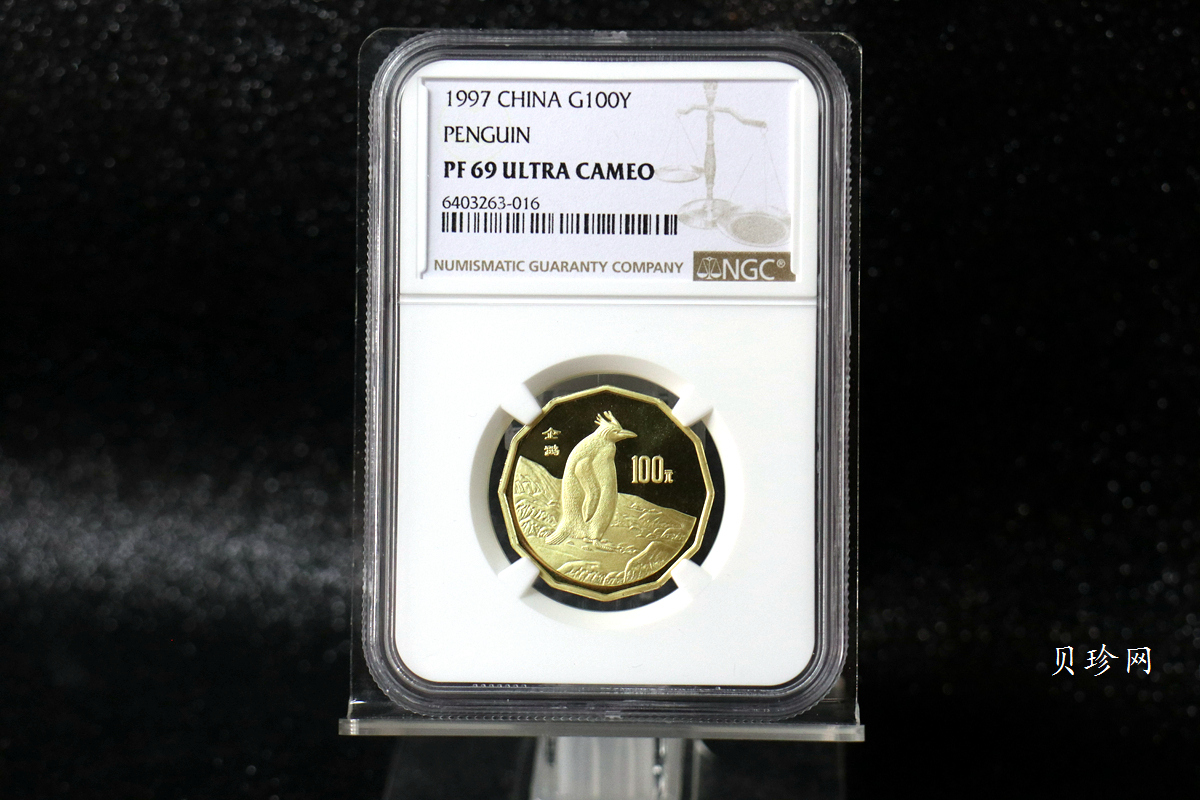 1997 CHINA G100Y
PENGUIN
PF 69 ULTRA CAMEO
6403263-016
NUMISMATIC GUARANTY COMPANY
NGC®
企
鹅
100元
贝珍网